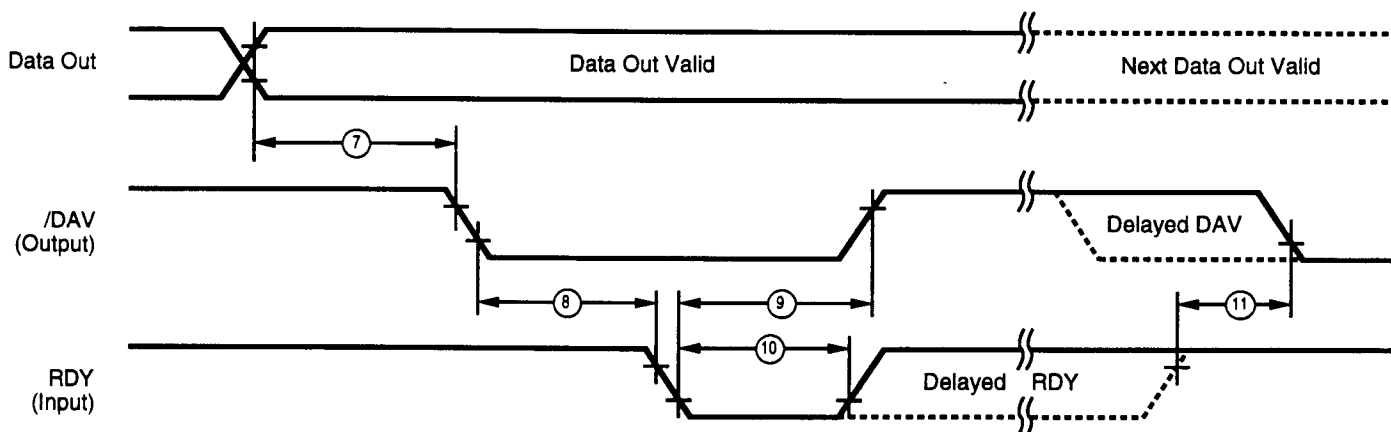 Data Out
Data Out Valid
Next Data Out Valid
7
/DAV
(Output)
Delayed DAV
8
9
11
10
RDY
(Input)
Delayed RDY